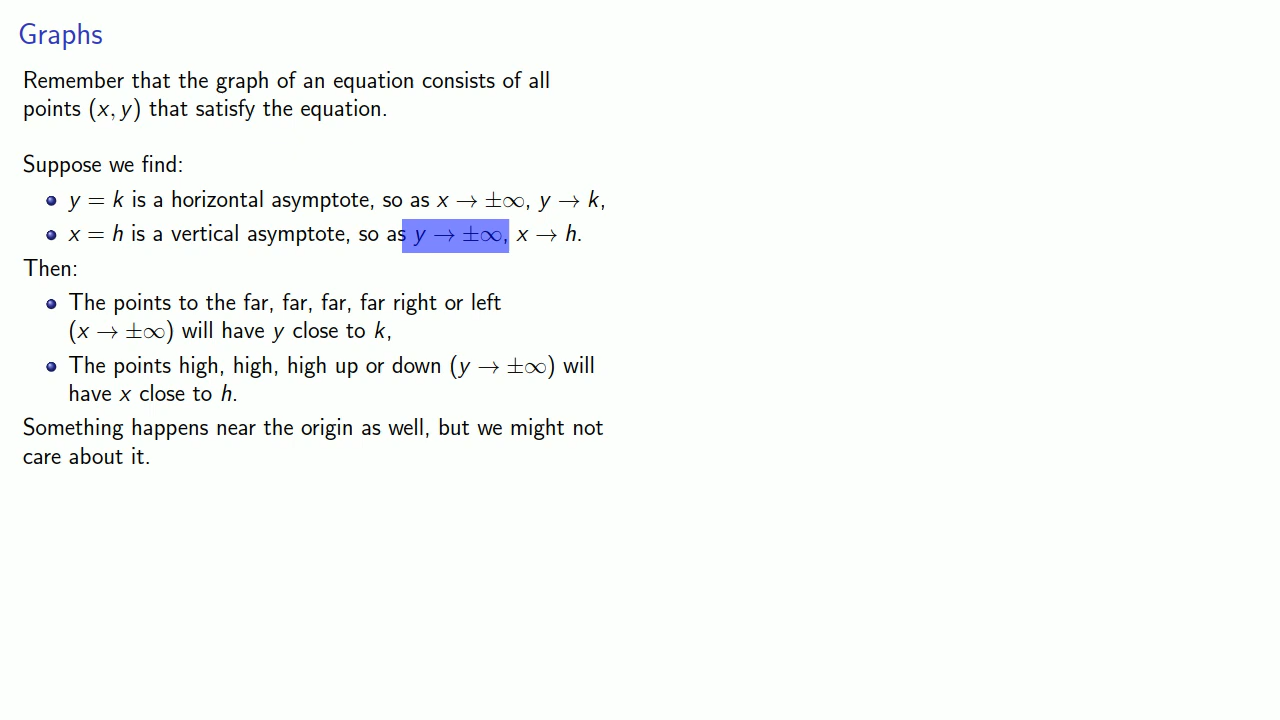 Graphs
Remember that the graph of an equation consists of all
points (x, y) that satisfy the equation.
Suppose we find:
• y = k is a horizontal asymptote, so as x → ±∞, y → k,
• x = h is a vertical asymptote, so as y → ±∞, x → h.
Then:
• The points to the far, far, far, far right or left
(x → ±∞) will have y close to k,
• The points high, high, high up or down (y → ±∞) will
have x close to h.
Something happens near the origin as well, but we might not
care about it.